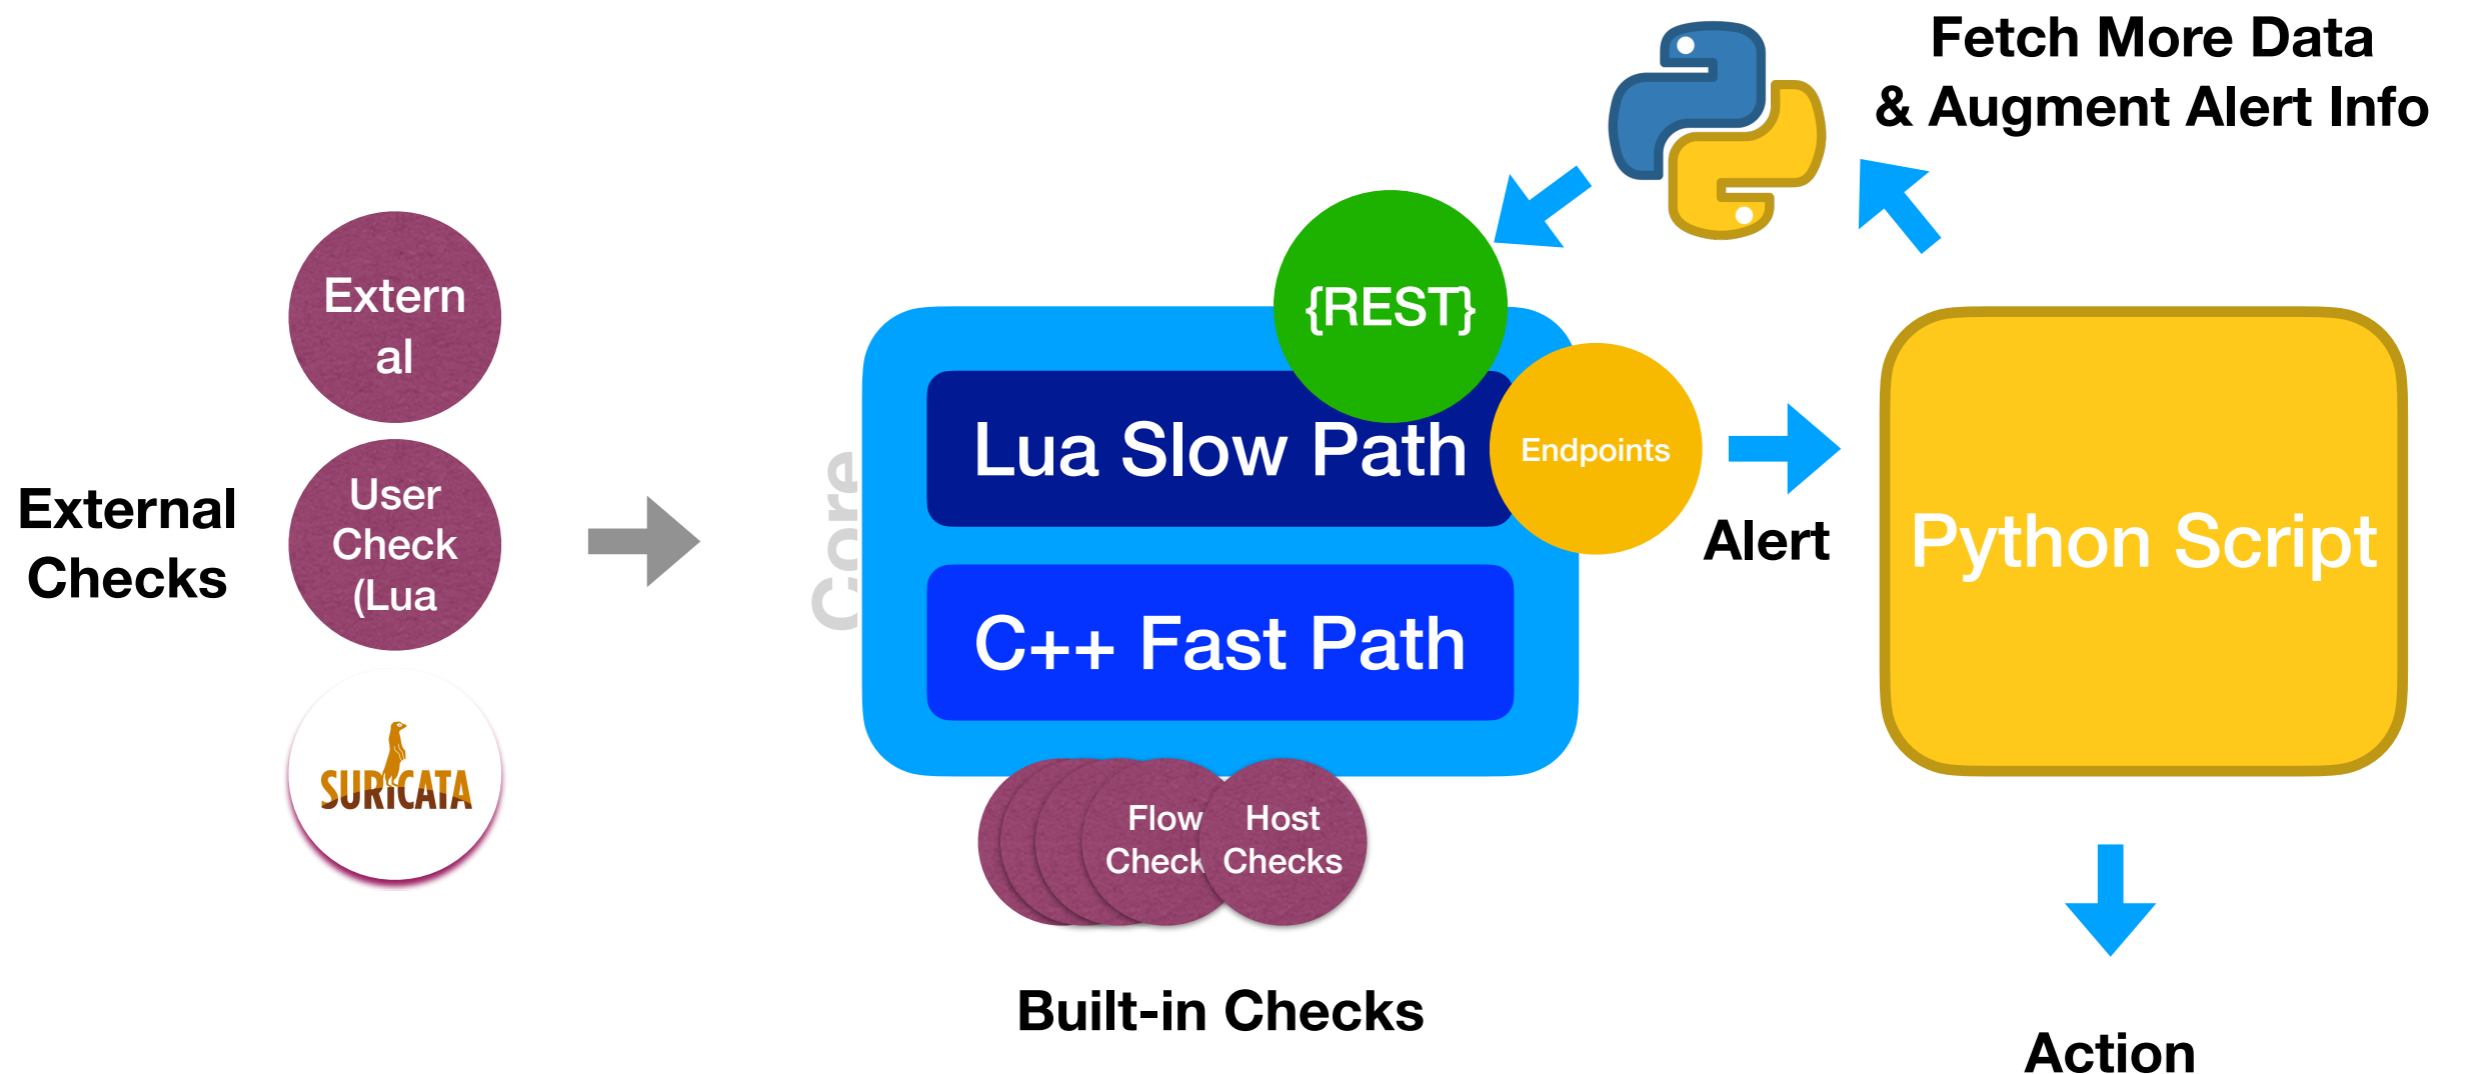 Fetch More Data
& Augment Alert Info
{REST}
Extern
al
User
Check
(Lua
External
Checks
SURICATA
Core
Lua Slow Path
C++ Fast Path
Endpoints
Alert
Python Script
Flow
Check
Host
Checks
Built-in Checks
Action